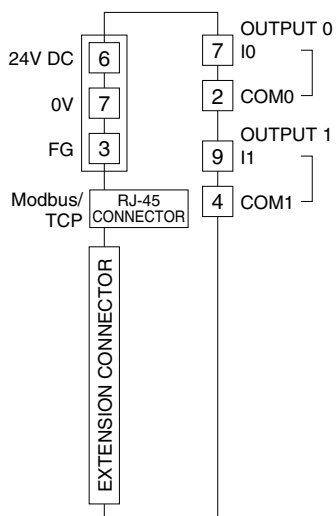 24V DC 6
0V 7
FG 3
Modbus/
TCP
RJ-45
CONNECTOR
EXTENSION CONNECTOR
OUTPUT 0
7 I0
2 COM0
OUTPUT 1
9 I1
4 COM1